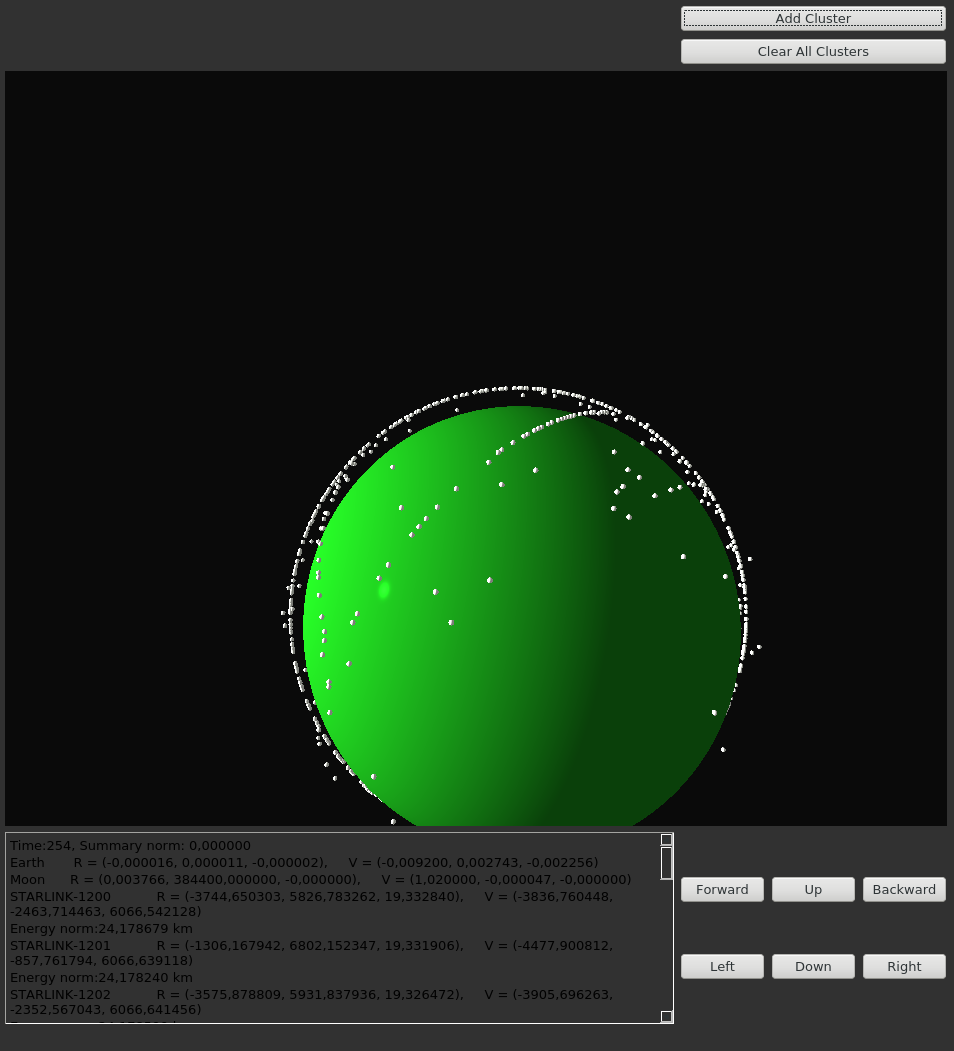 Add Cluster
Clear All Clusters
Time:254, Summary norm: 0,000000
Earth R = (-0,000016, 0,000011, -0,000002), V = (-0,009200, 0,002743, -0,002256)
Moon R = (0,003766, 384400,000000, -0,000000), V = (1,020000, -0,000047, -0,000000)
STARLINK-1200 R = (-3744,650303, 5826,783262, 19,332840), V = (-3836,760448,
-2463,714463, 6066,542128)
Energy norm:24,178679 km
STARLINK-1201 R = (-1306,167942, 6802,152347, 19,331906), V = (-4477,900812,
-857,761794, 6066,639118)
Energy norm:24,178240 km
STARLINK-1202 R = (-3575,878809, 5931,837936, 19,326472), V = (-3905,696263,
-2352,567043, 6066,641456)
Forward Up Backward
Left Down Right